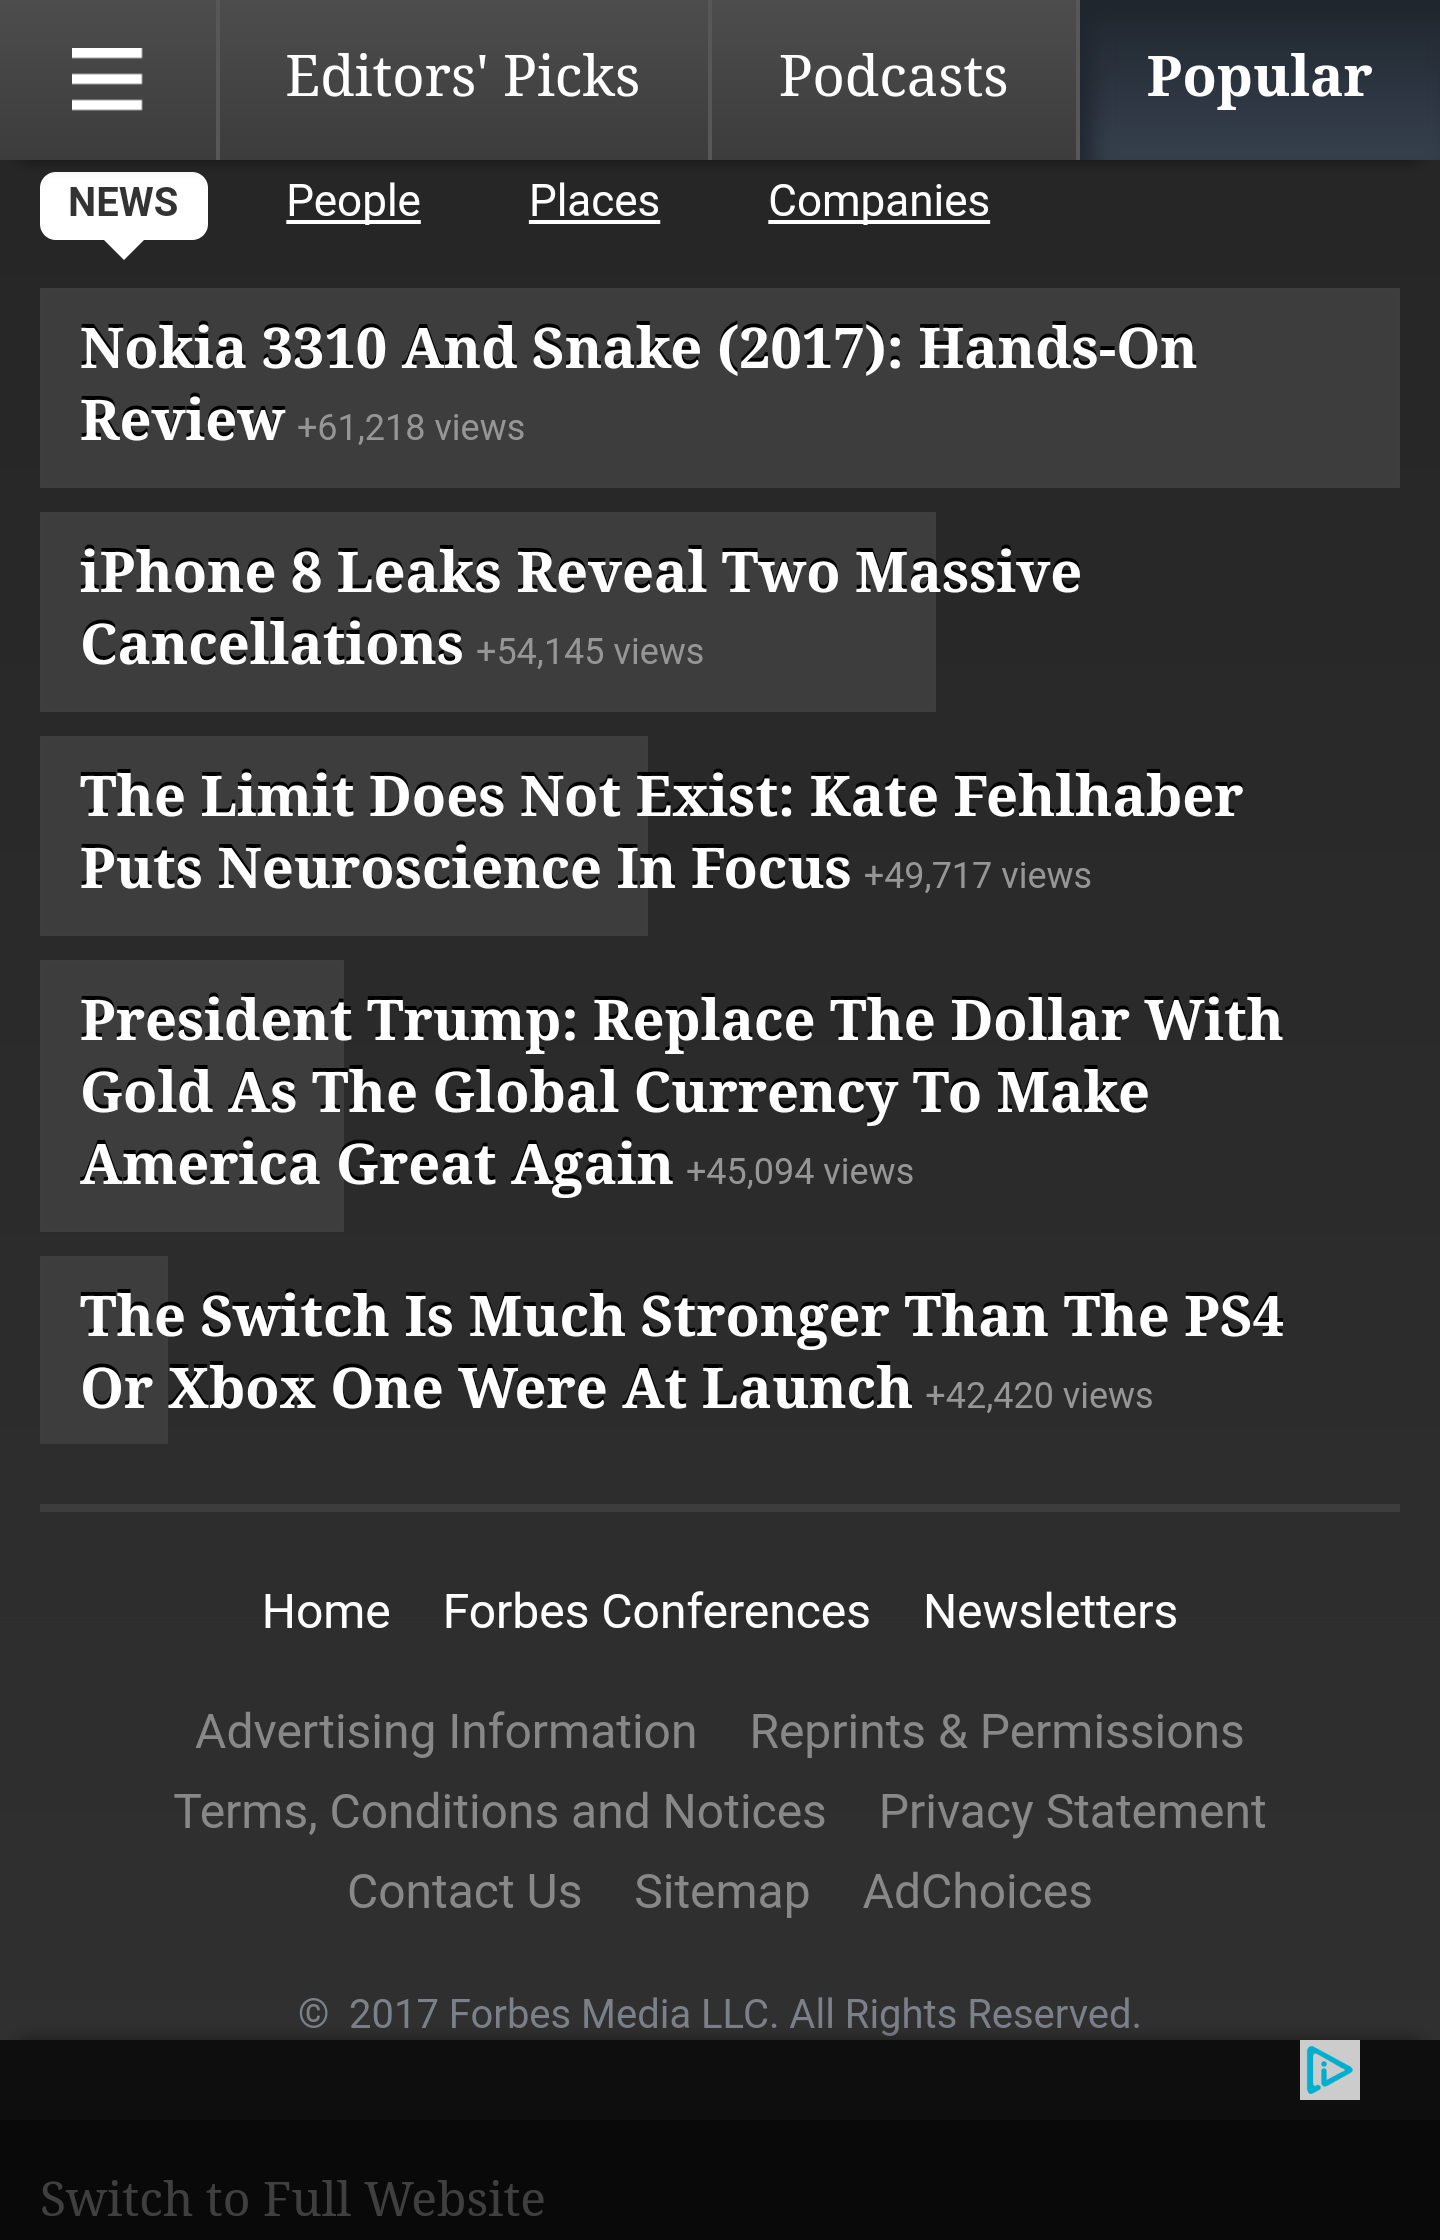 Editors' Picks Podcasts Popular
NEWS People Places Companies
Nokia 3310 And Snake (2017): Hands-On
Review +61,218 views
iPhone 8 Leaks Reveal Two Massive
Cancellations +54,145 views
The Limit Does Not Exist: Kate Fehlhaber
Puts Neuroscience In Focus +49,717 views
President Trump: Replace The Dollar With
Gold As The Global Currency To Make
America Great Again +45,094 views
The Switch Is Much Stronger Than The PS4
Or Xbox One Were At Launch +42,420 views
Home Forbes Conferences Newsletters
Advertising Information Reprints & Permissions
Terms, Conditions and Notices Privacy Statement
Contact Us Sitemap AdChoices
© 2017 Forbes Media LLC. All Rights Reserved.
Switch to Full Website